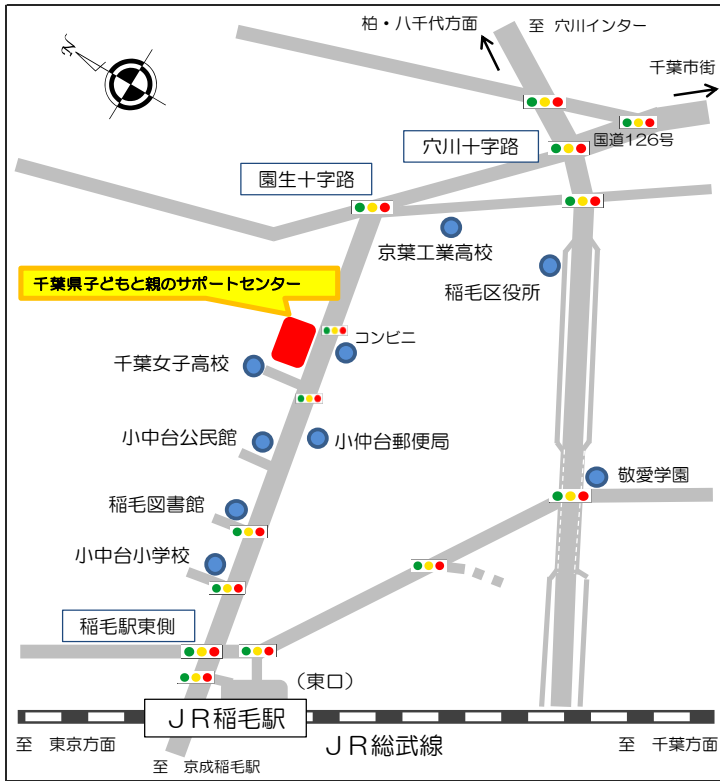 柏・八千代方面
至 穴川インター
N
千葉市街
国道126号
穴川十字路
園生十字路
京葉工業高校
稲毛区役所
千葉県子どもと親のサポートセンター
コンビニ
千葉女子高校
小中台公民館
小仲台郵便局
敬愛学園
稲毛図書館
小中台小学校
稲毛駅東側
（東口）
ＪＲ稲毛駅
ＪＲ総武線
至 東京方面
至 千葉方面
至 京成稲毛駅